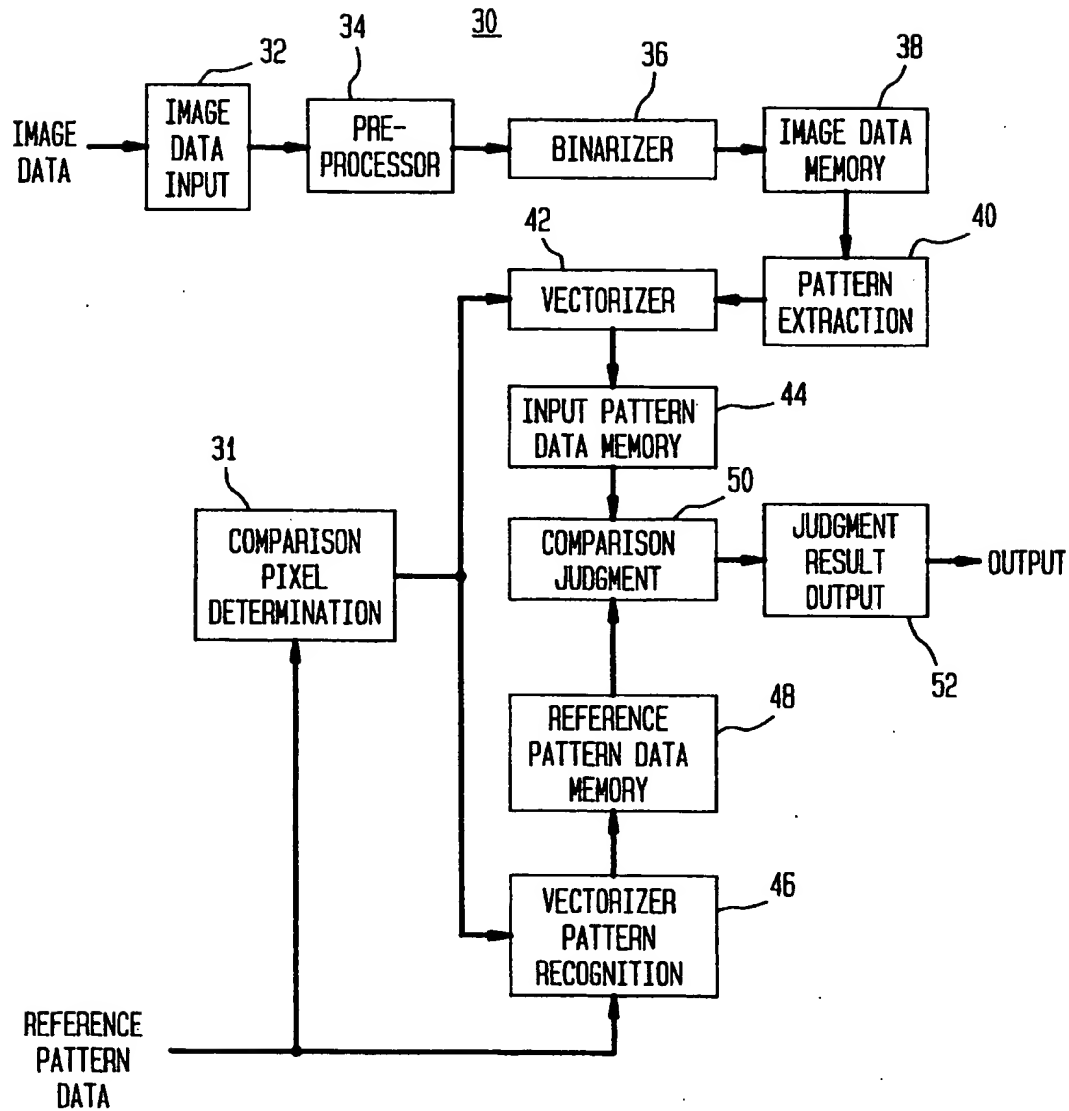 30
32
34
36
38
IMAGE
DATA
IMAGE
DATA
INPUT
PRE-
PROCESSOR
BINARIZER
IMAGE DATA
MEMORY
42
40
VECTORIZER
PATTERN
EXTRACTION
INPUT PATTERN
DATA MEMORY
44
31
COMPARISON
PIXEL
DETERMINATION
50
COMPARISON
JUDGMENT
JUDGMENT
RESULT
OUTPUT
OUTPUT
52
48
REFERENCE
PATTERN DATA
MEMORY
46
VECTORIZER
PATTERN
RECOGNITION
REFERENCE
PATTERN
DATA